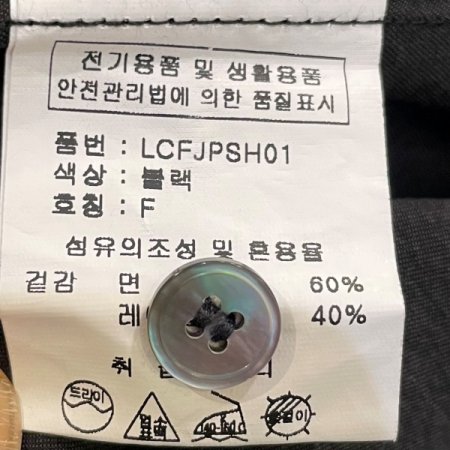 전기용품 및 생활용품
안전관리법에 의한 품질표시
품번 : LCFJPSH01
색상 : 블랙
호칭 : F
섬유의조성 및 혼용율
겉감 면 60%
레 40%
취
드라이